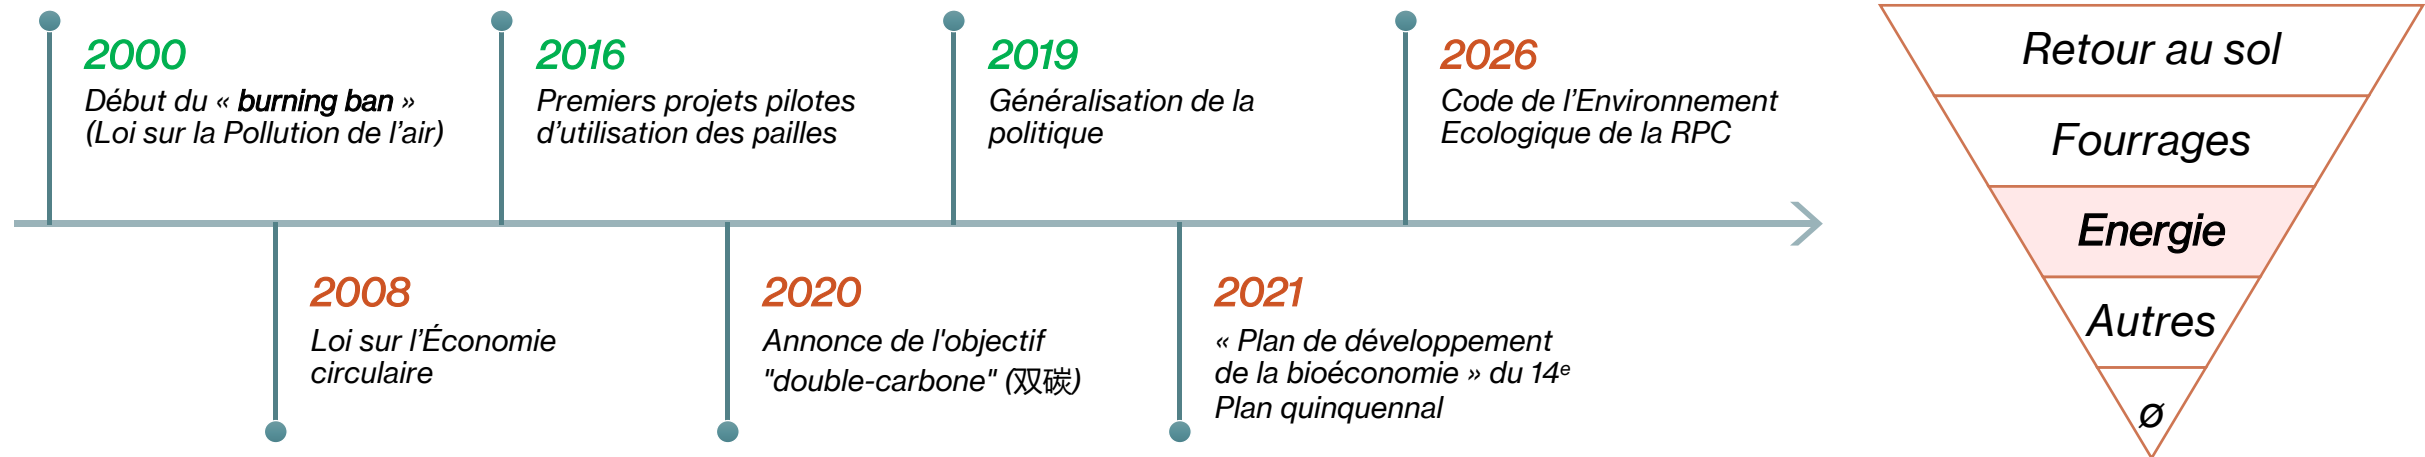 2000
Début du « burning ban »
(Loi sur la Pollution de l’air)
2016
Premiers projets pilotes
d’utilisation des pailles
2019
Généralisation de la
politique
2026
Code de l’Environnement
Ecologique de la RPC
2008
Loi sur l’Économie
circulaire
2020
Annonce de l'objectif
"double-carbone" (双碳)
2021
« Plan de développement
de la bioéconomie » du 14ᵉ
Plan quinquennal
Retour au sol
Fourrages
Energie
Autres
ø